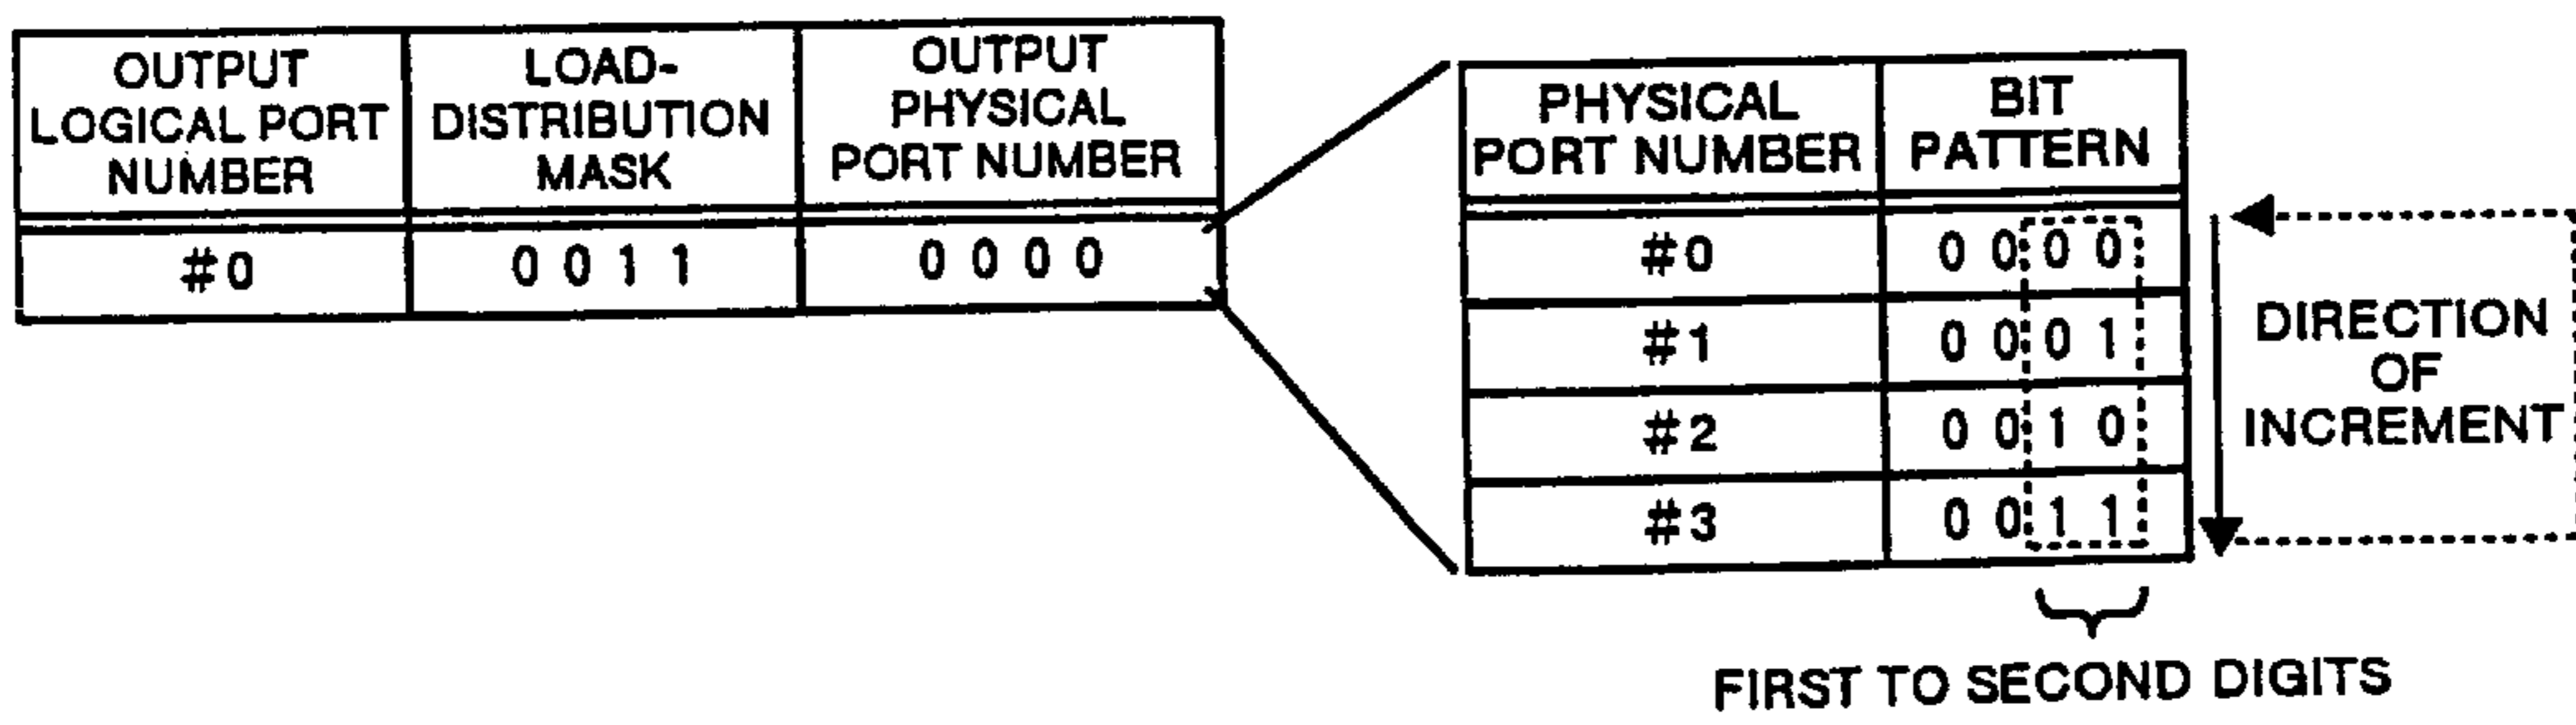 OUTPUT
LOGICAL PORT
NUMBER
LOAD-
DISTRIBUTION
MASK
OUTPUT
PHYSICAL
PORT NUMBER
#0
0 0 1 1
0 0 0 0
PHYSICAL
PORT NUMBER
BIT
PATTERN
#0
0 0 0 0
#1
0 0 0 1
#2
0 0 1 0
#3
0 0 1 1
DIRECTION
OF
INCREMENT
FIRST TO SECOND DIGITS